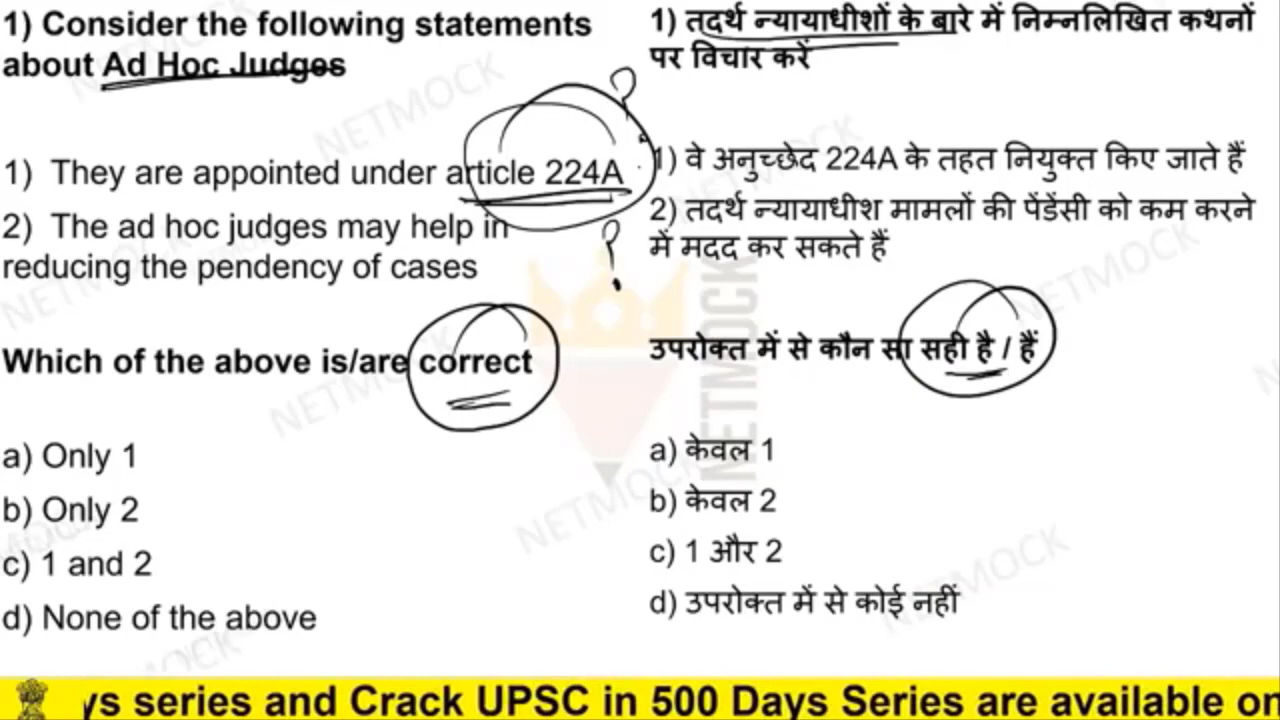 1) Consider the following statements
about Ad Hoc Judges
1) They are appointed under article 224A
2) The ad hoc judges may help in
reducing the pendency of cases
Which of the above is/are correct
a) Only 1
b) Only 2
c) 1 and 2
d) None of the above
1) तदर्थ न्यायाधीशों के बारे में निम्नलिखित कथनों
पर विचार करें
1) वे अनुच्छेद 224A के तहत नियुक्त किए जाते हैं
2) तदर्थ न्यायाधीश मामलों की पेंडेंसी को कम करने
में मदद कर सकते हैं
उपरोक्त में से कौन सा सही है / हैं
a) केवल 1
b) केवल 2
c) 1 और 2
d) उपरोक्त में से कोई नहीं
NETMOCK
ys series and Crack UPSC in 500 Days Series are available on